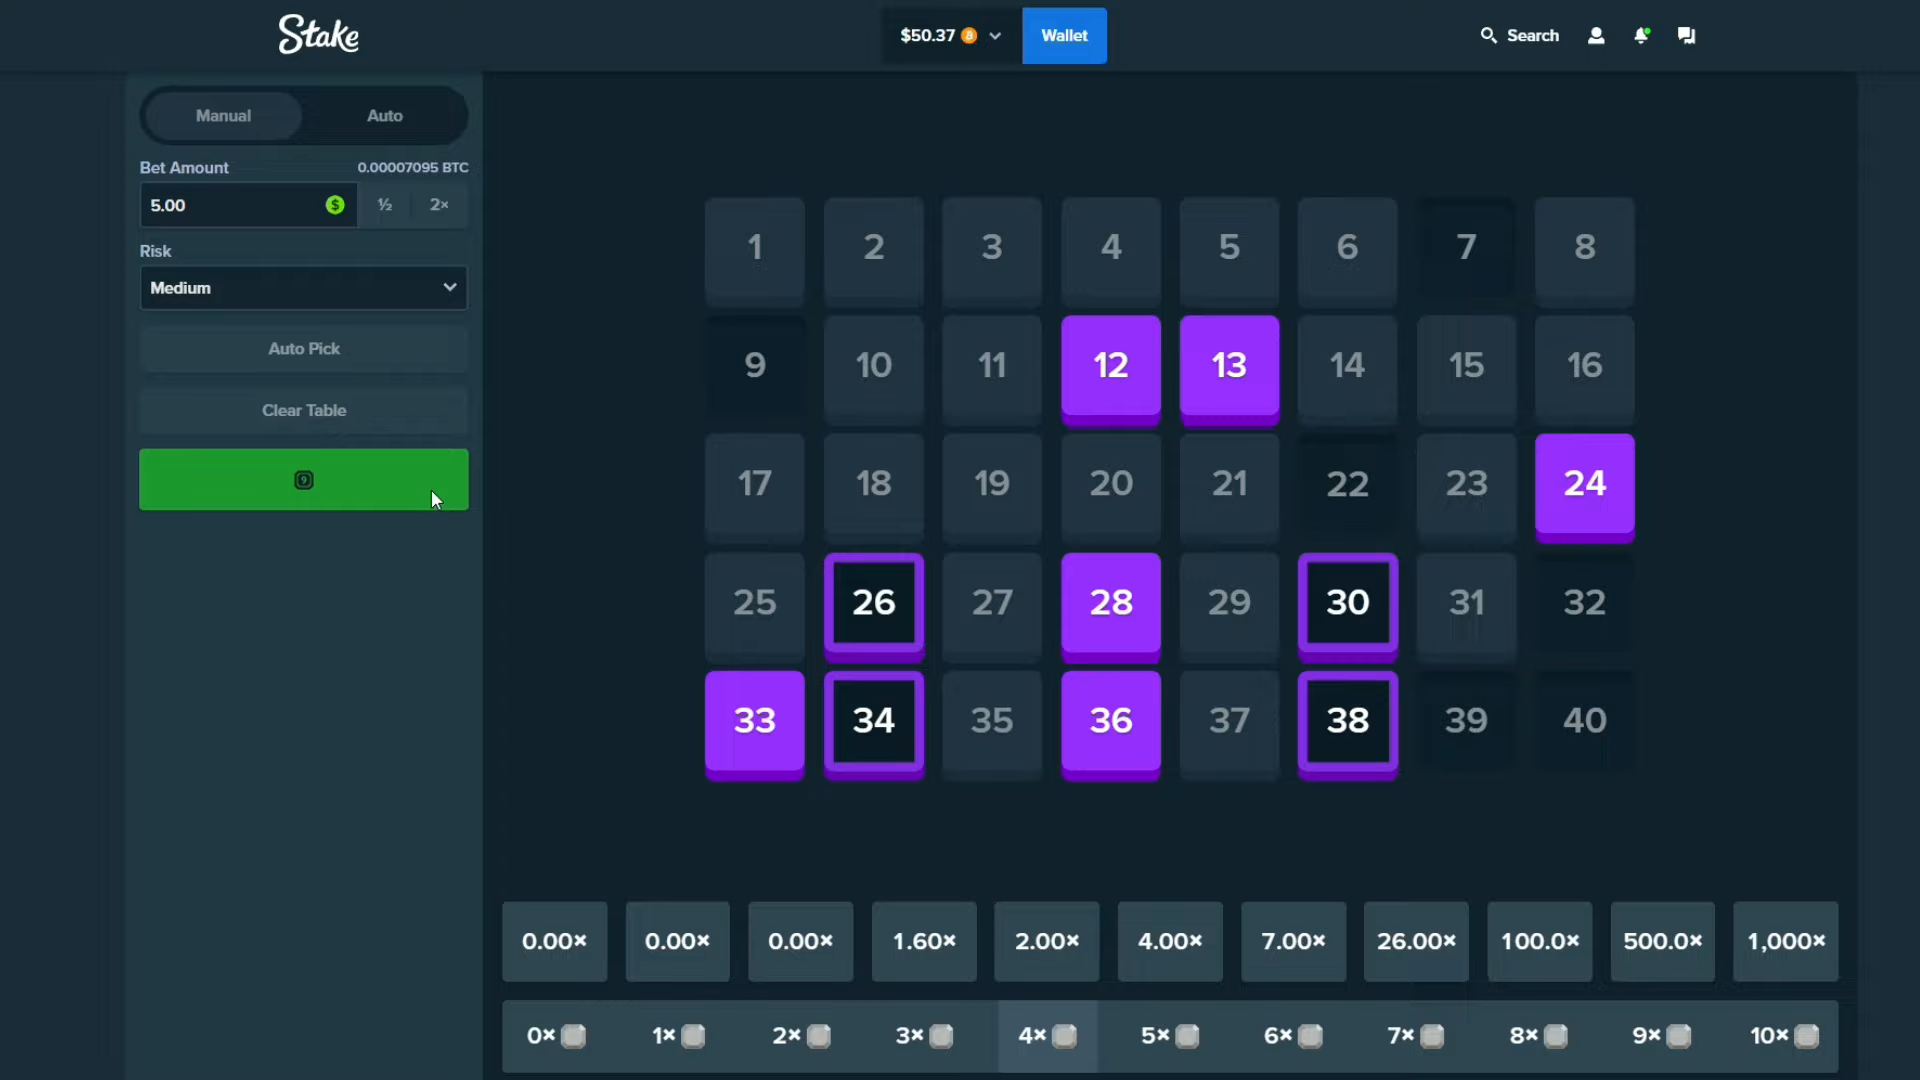 Stake
$50.37
Wallet
Search
Manual
Auto
Bet Amount
0.00007095 BTC
5.00
$
½
2×
Risk
Medium
Auto Pick
Clear Table
9
1 2 3 4 5 6 7 8
9 10 11 12 13 14 15 16
17 18 19 20 21 22 23 24
25 26 27 28 29 30 31 32
33 34 35 36 37 38 39 40
0.00× 0.00× 0.00× 1.60× 2.00× 4.00× 7.00× 26.00× 100.0× 500.0× 1,000×
0× 1× 2× 3× 4× 5× 6× 7× 8× 9× 10×